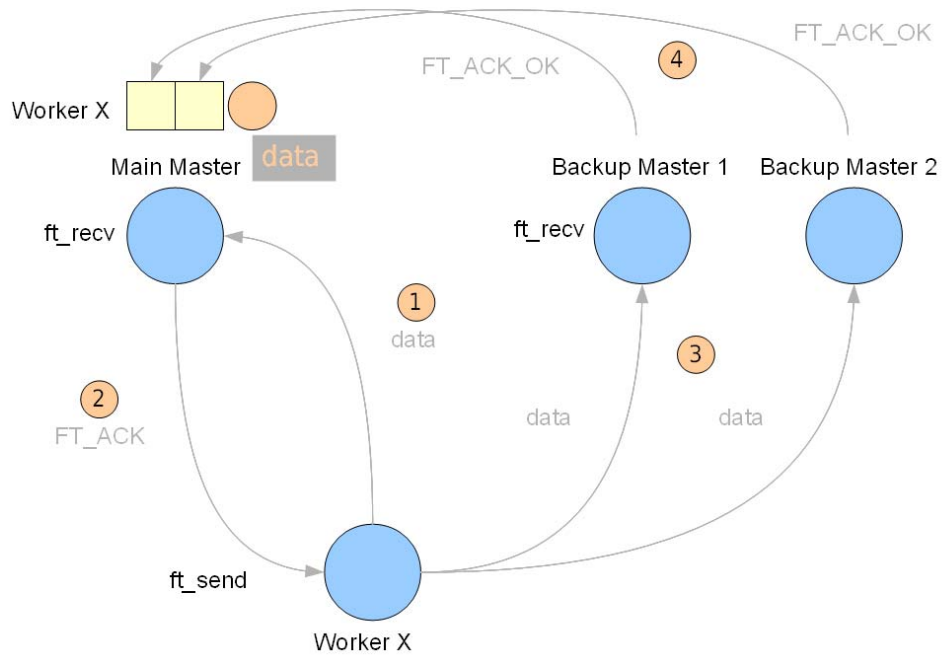 FT_ACK_OK
4
FT_ACK_OK
Worker X
data
Main Master
Backup Master 1
Backup Master 2
ft_recv
ft_recv
1
data
3
2
FT_ACK
data
data
ft_send
Worker X